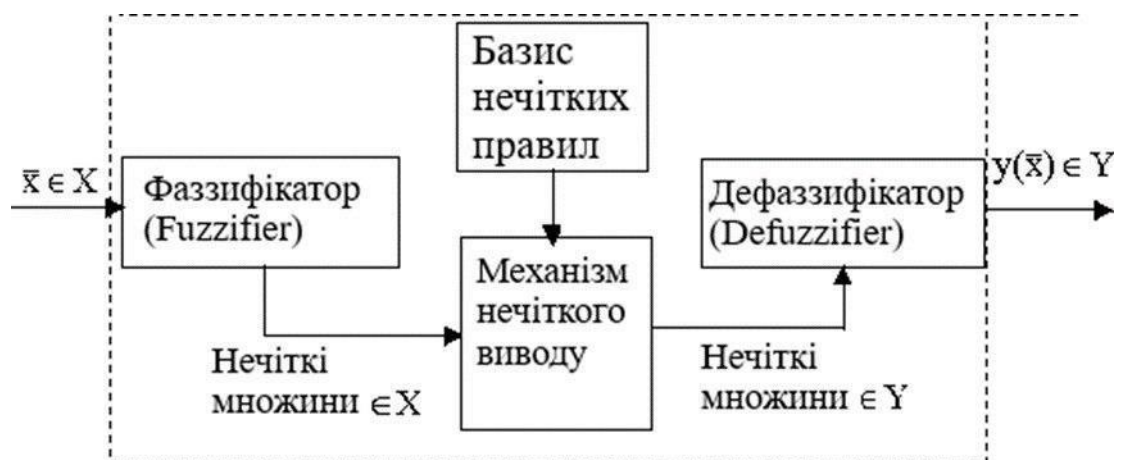 Базис
нечітких
правил
x̅ ∈ X
Фаззифікатор
(Fuzzifier)
Дефаззифікатор
(Defuzzifier)
y(x̅) ∈ Y
Механізм
нечіткого
виводу
Нечіткі
множини ∈ X
Нечіткі
множини ∈ Y